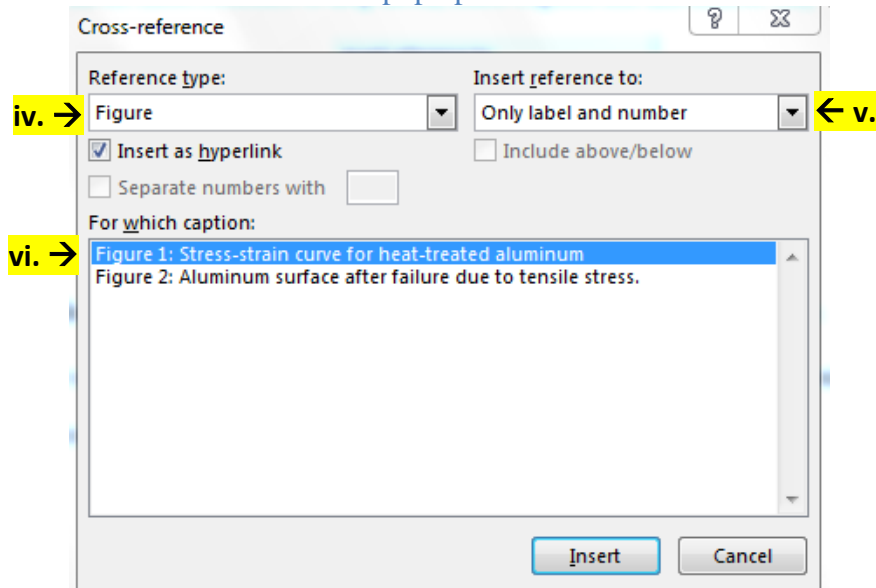 Cross-reference
Reference type:
Insert reference to:
iv. → Figure
Only label and number ← v.
Insert as hyperlink
Include above/below
Separate numbers with
For which caption:
vi. → Figure 1: Stress-strain curve for heat-treated aluminum
Figure 2: Aluminum surface after failure due to tensile stress.
Insert
Cancel